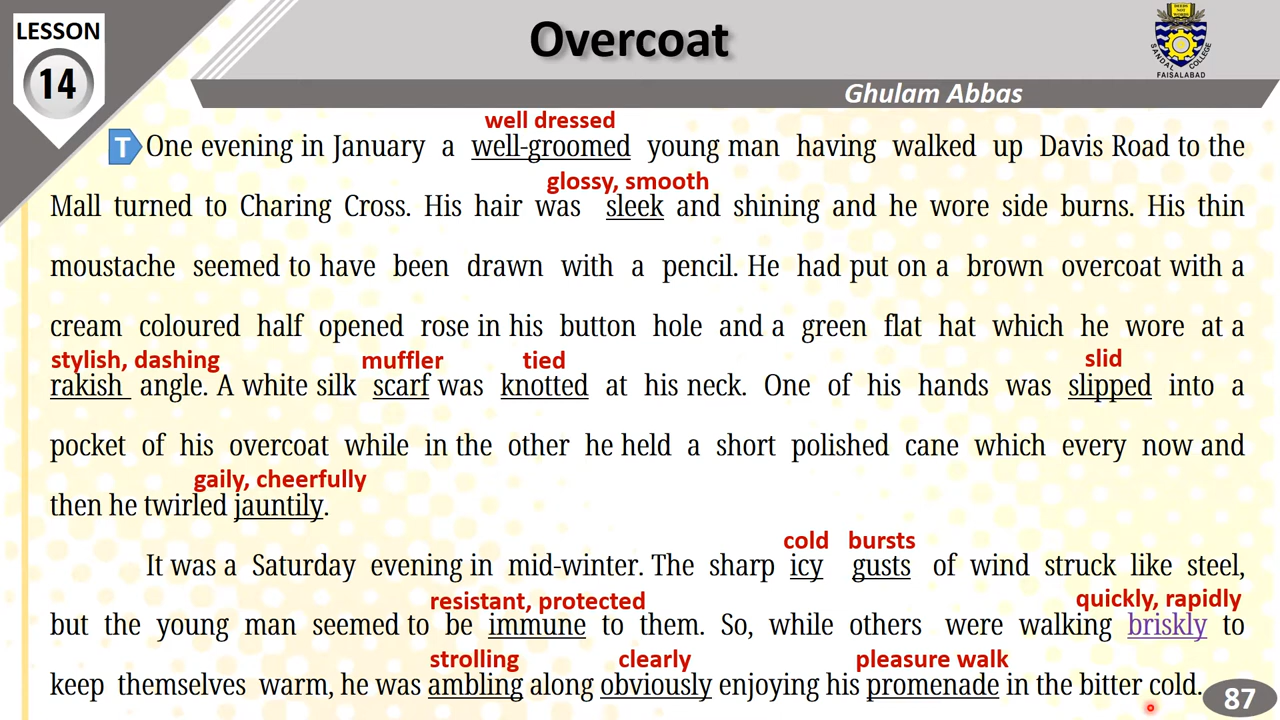 LESSON
14
Overcoat
DEEDS NOT WORDS
SANDAL COLLEGE
FAISALABAD
Ghulam Abbas
well dressed
T One evening in January a well-groomed young man having walked up Davis Road to the
glossy, smooth
Mall turned to Charing Cross. His hair was sleek and shining and he wore side burns. His thin
moustache seemed to have been drawn with a pencil. He had put on a brown overcoat with a
cream coloured half opened rose in his button hole and a green flat hat which he wore at a
stylish, dashing muffler tied slid
rakish angle. A white silk scarf was knotted at his neck. One of his hands was slipped into a
pocket of his overcoat while in the other he held a short polished cane which every now and
gaily, cheerfully
then he twirled jauntily.
cold bursts
It was a Saturday evening in mid-winter. The sharp icy gusts of wind struck like steel,
resistant, protected quickly, rapidly
but the young man seemed to be immune to them. So, while others were walking briskly to
strolling clearly pleasure walk
keep themselves warm, he was ambling along obviously enjoying his promenade in the bitter cold.
87